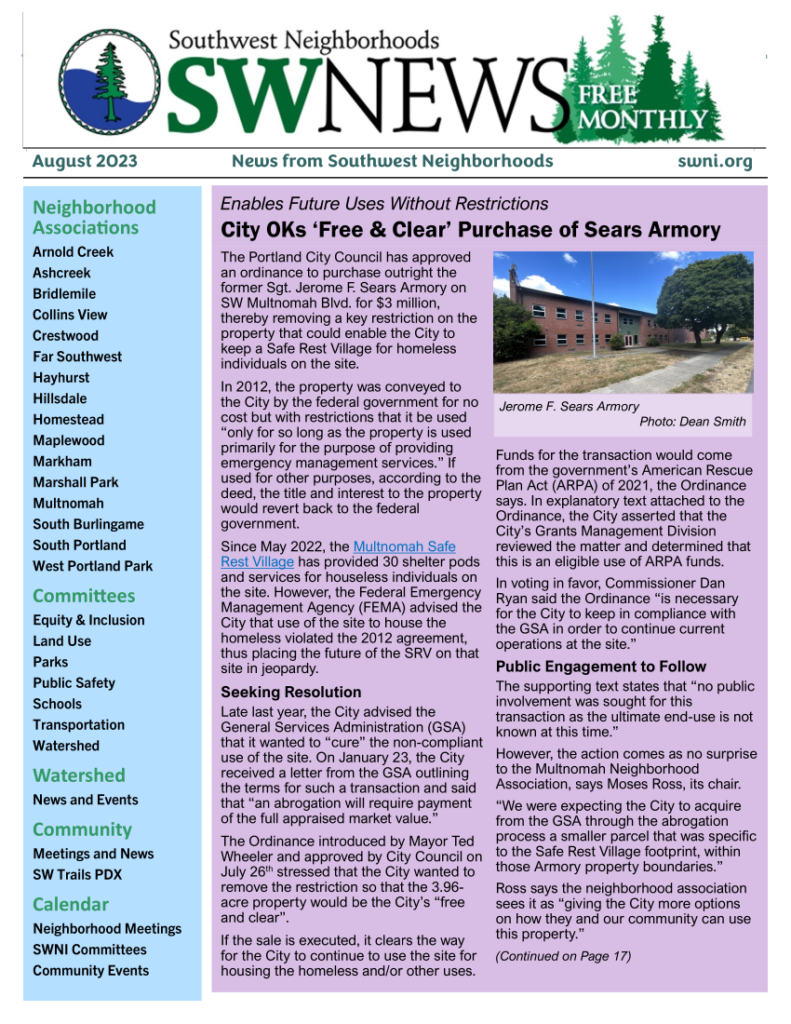 Southwest Neighborhoods
SWNEWS
FREE
MONTHLY
August 2023 News from Southwest Neighborhoods swni.org
Neighborhood
Associations
Arnold Creek
Ashcreek
Bridlemile
Collins View
Crestwood
Far Southwest
Hayhurst
Hillsdale
Homestead
Maplewood
Markham
Marshall Park
Multnomah
South Burlingame
South Portland
West Portland Park
Committees
Equity & Inclusion
Land Use
Parks
Public Safety
Schools
Transportation
Watershed
Watershed
News and Events
Community
Meetings and News
SW Trails PDX
Calendar
Neighborhood Meetings
SWNI Committees
Community Events
Enables Future Uses Without Restrictions
City OKs ‘Free & Clear’ Purchase of Sears Armory
The Portland City Council has approved
an ordinance to purchase outright the
former Sgt. Jerome F. Sears Armory on
SW Multnomah Blvd. for $3 million,
thereby removing a key restriction on the
property that could enable the City to
keep a Safe Rest Village for homeless
individuals on the site.
In 2012, the property was conveyed to
the City by the federal government for no
cost but with restrictions that it be used
“only for so long as the property is used
primarily for the purpose of providing
emergency management services.” If
used for other purposes, according to the
deed, the title and interest to the property
would revert back to the federal
government.
Since May 2022, the Multnomah Safe
Rest Village has provided 30 shelter pods
and services for houseless individuals on
the site. However, the Federal Emergency
Management Agency (FEMA) advised the
City that use of the site to house the
homeless violated the 2012 agreement,
thus placing the future of the SRV on that
site in jeopardy.
Seeking Resolution
Late last year, the City advised the
General Services Administration (GSA)
that it wanted to “cure” the non-compliant
use of the site. On January 23, the City
received a letter from the GSA outlining
the terms for such a transaction and said
that “an abrogation will require payment
of the full appraised market value.”
The Ordinance introduced by Mayor Ted
Wheeler and approved by City Council on
July 26th stressed that the City wanted to
remove the restriction so that the 3.96-
acre property would be the City’s “free
and clear”.
If the sale is executed, it clears the way
for the City to continue to use the site for
housing the homeless and/or other uses.
Jerome F. Sears Armory
Photo: Dean Smith
Funds for the transaction would come
from the government’s American Rescue
Plan Act (ARPA) of 2021, the Ordinance
says. In explanatory text attached to the
Ordinance, the City asserted that the
City’s Grants Management Division
reviewed the matter and determined that
this is an eligible use of ARPA funds.
In voting in favor, Commissioner Dan
Ryan said the Ordinance “is necessary
for the City to keep in compliance with
the GSA in order to continue current
operations at the site.”
Public Engagement to Follow
The supporting text states that “no public
involvement was sought for this
transaction as the ultimate end-use is not
known at this time.”
However, the action comes as no surprise
to the Multnomah Neighborhood
Association, says Moses Ross, its chair.
“We were expecting the City to acquire
from the GSA through the abrogation
process a smaller parcel that was specific
to the Safe Rest Village footprint, within
those Armory property boundaries.”
Ross says the neighborhood association
sees it as “giving the City more options
on how they and our community can use
this property.”
(Continued on Page 17)